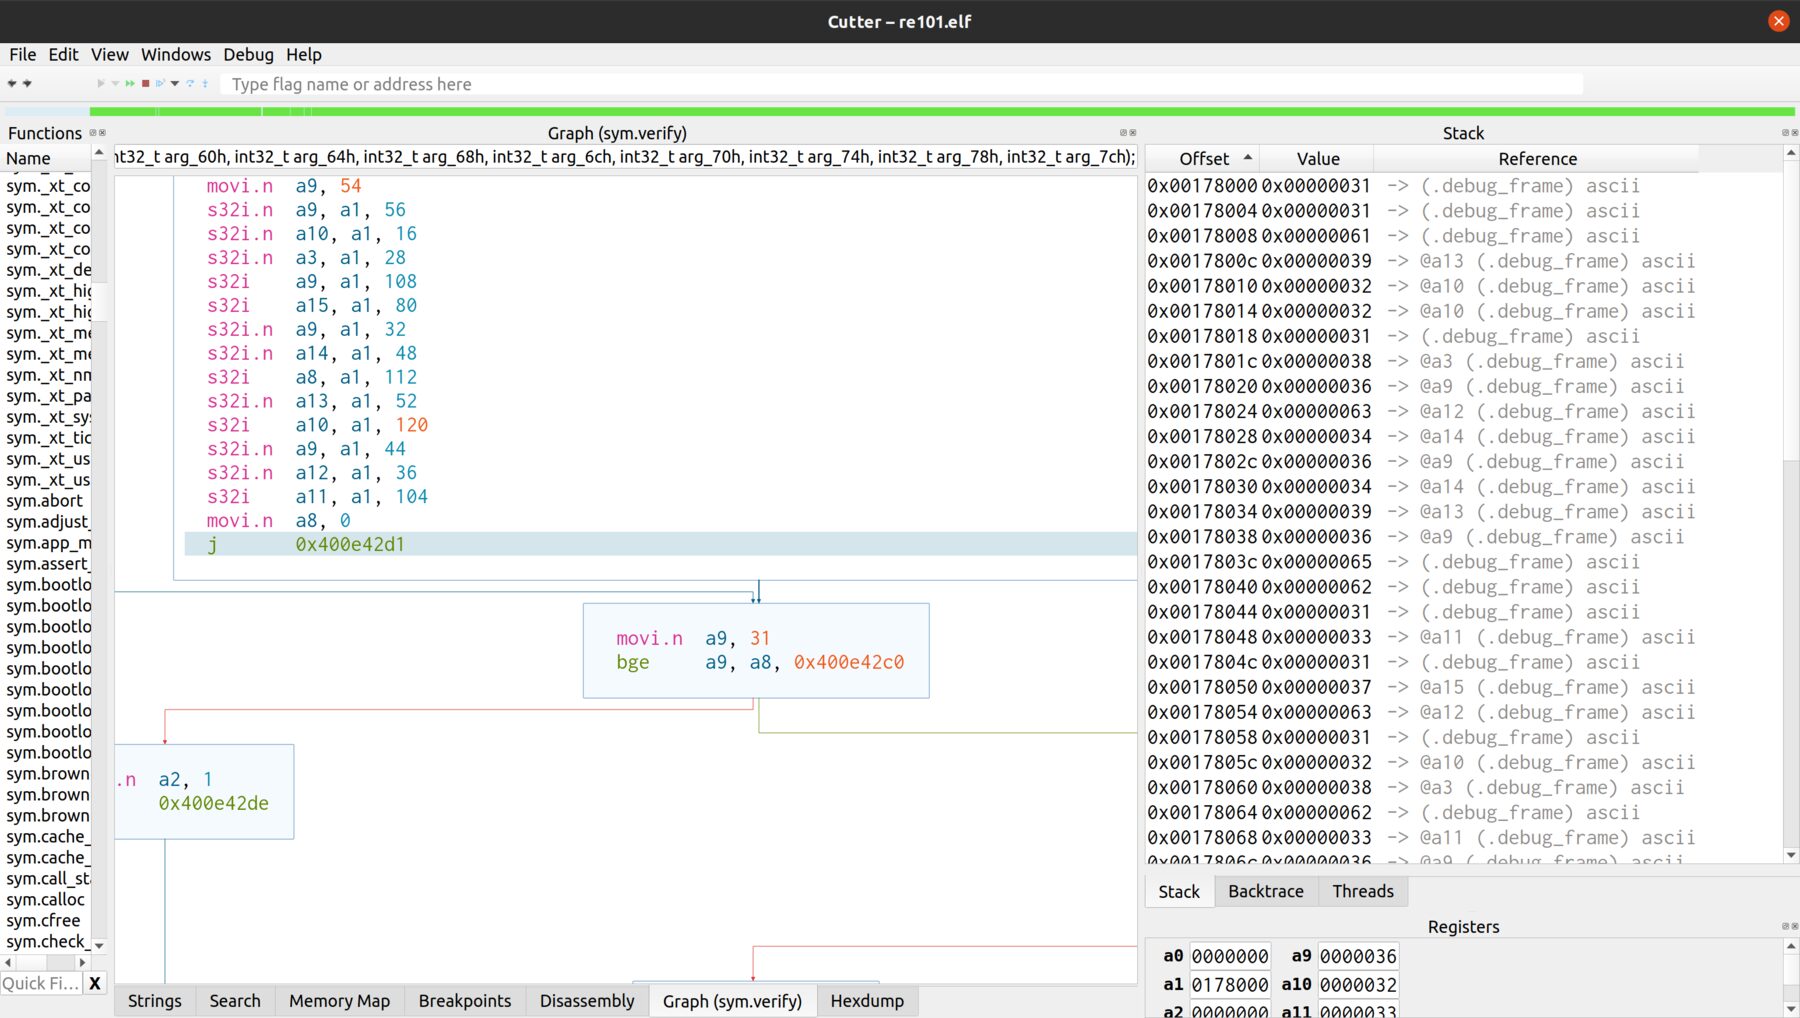 Cutter – re101.elf
File Edit View Windows Debug Help
Type flag name or address here
Functions
Name
sym._xt_co
sym._xt_co
sym._xt_co
sym._xt_co
sym._xt_de
sym._xt_hig
sym._xt_hig
sym._xt_me
sym._xt_me
sym._xt_nm
sym._xt_pa
sym._xt_sys
sym._xt_tic
sym._xt_us
sym._xt_us
sym.abort
sym.adjust_
sym.app_m
sym.assert_
sym.bootlo
sym.bootlo
sym.bootlo
sym.bootlo
sym.bootlo
sym.bootlo
sym.bootlo
sym.bootlo
sym.bootlo
sym.brown
sym.brown
sym.brown
sym.cache_
sym.cache_
sym.call_sta
sym.calloc
sym.cfree
sym.check_
Quick Fi... X
Graph (sym.verify)
int32_t arg_60h, int32_t arg_64h, int32_t arg_68h, int32_t arg_6ch, int32_t arg_70h, int32_t arg_74h, int32_t arg_78h, int32_t arg_7ch);
movi.n a9, 54
s32i.n a9, a1, 56
s32i.n a10, a1, 16
s32i.n a3, a1, 28
s32i a9, a1, 108
s32i a15, a1, 80
s32i.n a9, a1, 32
s32i.n a14, a1, 48
s32i a8, a1, 112
s32i.n a13, a1, 52
s32i a10, a1, 120
s32i.n a9, a1, 44
s32i.n a12, a1, 36
s32i a11, a1, 104
movi.n a8, 0
j 0x400e42d1
movi.n a9, 31
bge a9, a8, 0x400e42c0
.n a2, 1
0x400e42de
Strings Search Memory Map Breakpoints Disassembly Graph (sym.verify) Hexdump
Stack
Offset Value Reference
0x00178000 0x00000031 -> (.debug_frame) ascii
0x00178004 0x00000031 -> (.debug_frame) ascii
0x00178008 0x00000061 -> (.debug_frame) ascii
0x0017800c 0x00000039 -> @a13 (.debug_frame) ascii
0x00178010 0x00000032 -> @a10 (.debug_frame) ascii
0x00178014 0x00000032 -> @a10 (.debug_frame) ascii
0x00178018 0x00000031 -> (.debug_frame) ascii
0x0017801c 0x00000038 -> @a3 (.debug_frame) ascii
0x00178020 0x00000036 -> @a9 (.debug_frame) ascii
0x00178024 0x00000063 -> @a12 (.debug_frame) ascii
0x00178028 0x00000034 -> @a14 (.debug_frame) ascii
0x0017802c 0x00000036 -> @a9 (.debug_frame) ascii
0x00178030 0x00000034 -> @a14 (.debug_frame) ascii
0x00178034 0x00000039 -> @a13 (.debug_frame) ascii
0x00178038 0x00000036 -> @a9 (.debug_frame) ascii
0x0017803c 0x00000065 -> (.debug_frame) ascii
0x00178040 0x00000062 -> (.debug_frame) ascii
0x00178044 0x00000031 -> (.debug_frame) ascii
0x00178048 0x00000033 -> @a11 (.debug_frame) ascii
0x0017804c 0x00000031 -> (.debug_frame) ascii
0x00178050 0x00000037 -> @a15 (.debug_frame) ascii
0x00178054 0x00000063 -> @a12 (.debug_frame) ascii
0x00178058 0x00000031 -> (.debug_frame) ascii
0x0017805c 0x00000032 -> @a10 (.debug_frame) ascii
0x00178060 0x00000038 -> @a3 (.debug_frame) ascii
0x00178064 0x00000062 -> (.debug_frame) ascii
0x00178068 0x00000033 -> @a11 (.debug_frame) ascii
0x0017806c 0x00000036 -> @a9 (.debug_frame) ascii
Stack Backtrace Threads
Registers
a0 0000000 a9 0000036
a1 0178000 a10 0000032
a2 0000000 a11 0000033